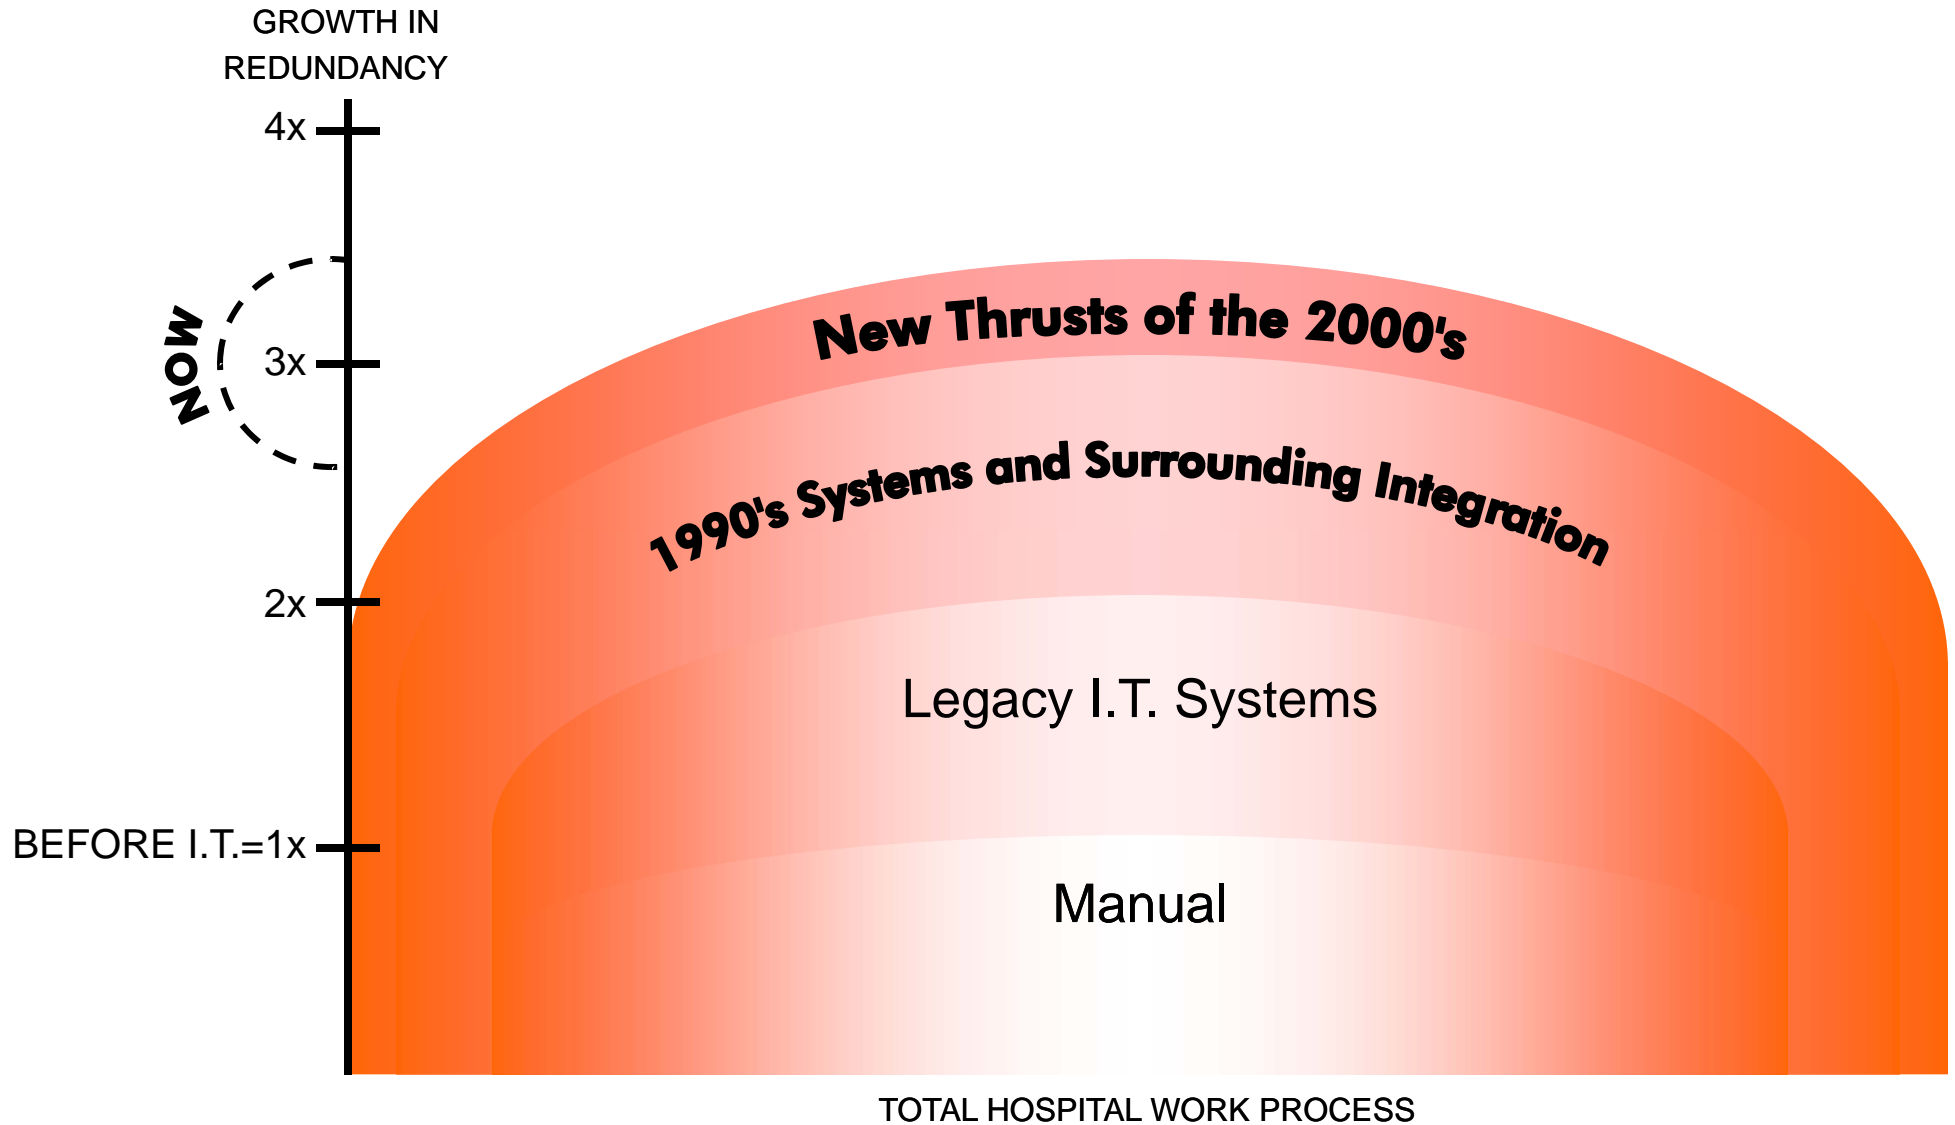 GROWTH IN
REDUNDANCY
4x
New Thrusts of the 2000's
NOW
3x
1990's Systems and Surrounding Integration
2x
Legacy I.T. Systems
BEFORE I.T.=1x
Manual
TOTAL HOSPITAL WORK PROCESS